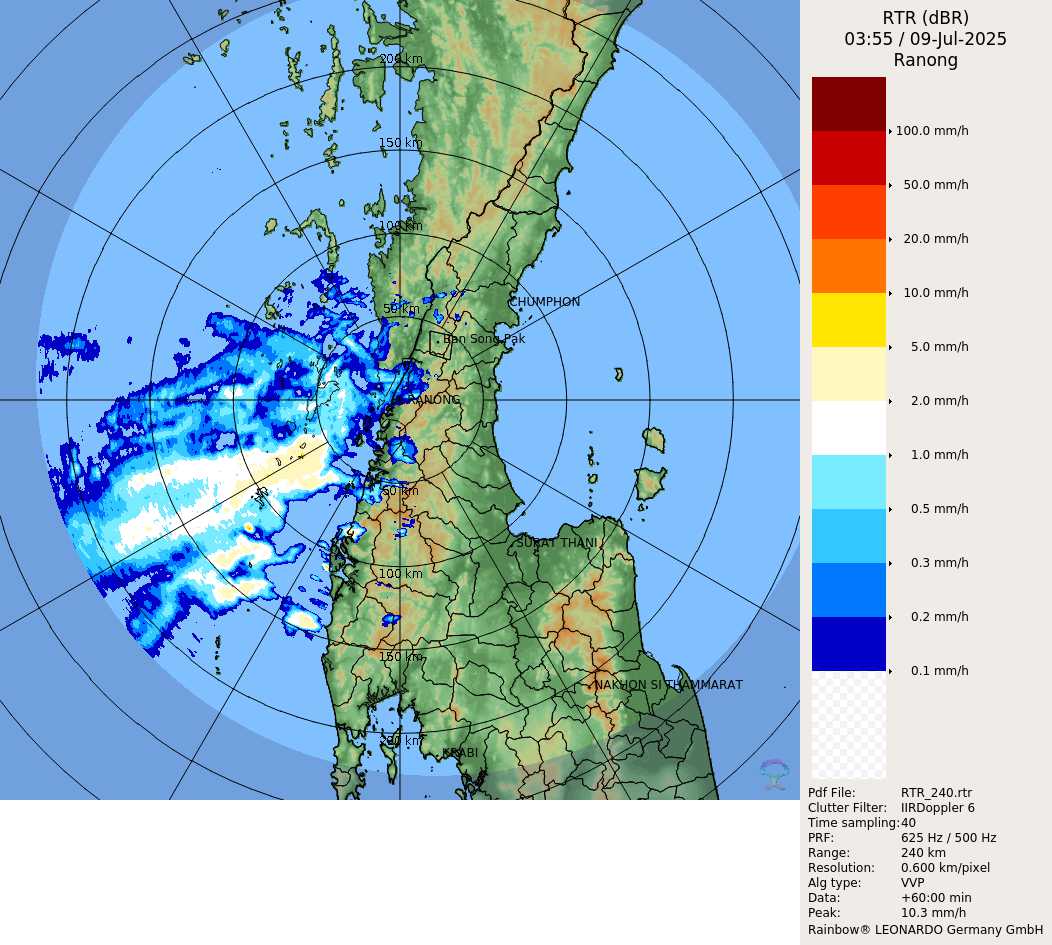 RTR (dBR)
03:55 / 09-Jul-2025
Ranong
100.0 mm/h
50.0 mm/h
20.0 mm/h
10.0 mm/h
5.0 mm/h
2.0 mm/h
1.0 mm/h
0.5 mm/h
0.3 mm/h
0.2 mm/h
0.1 mm/h
200 km
150 km
100 km
50 km
CHUMPHON
Ban Song Pak
RANONG
50 km
SURAT THANI
100 km
150 km
NAKHON SI THAMMARAT
200 km
KRABI
Pdf File: RTR_240.rtr
Clutter Filter: IIRDoppler 6
Time sampling: 40
PRF: 625 Hz / 500 Hz
Range: 240 km
Resolution: 0.600 km/pixel
Alg type: VVP
Data: +60:00 min
Peak: 10.3 mm/h
Rainbow® LEONARDO Germany GmbH